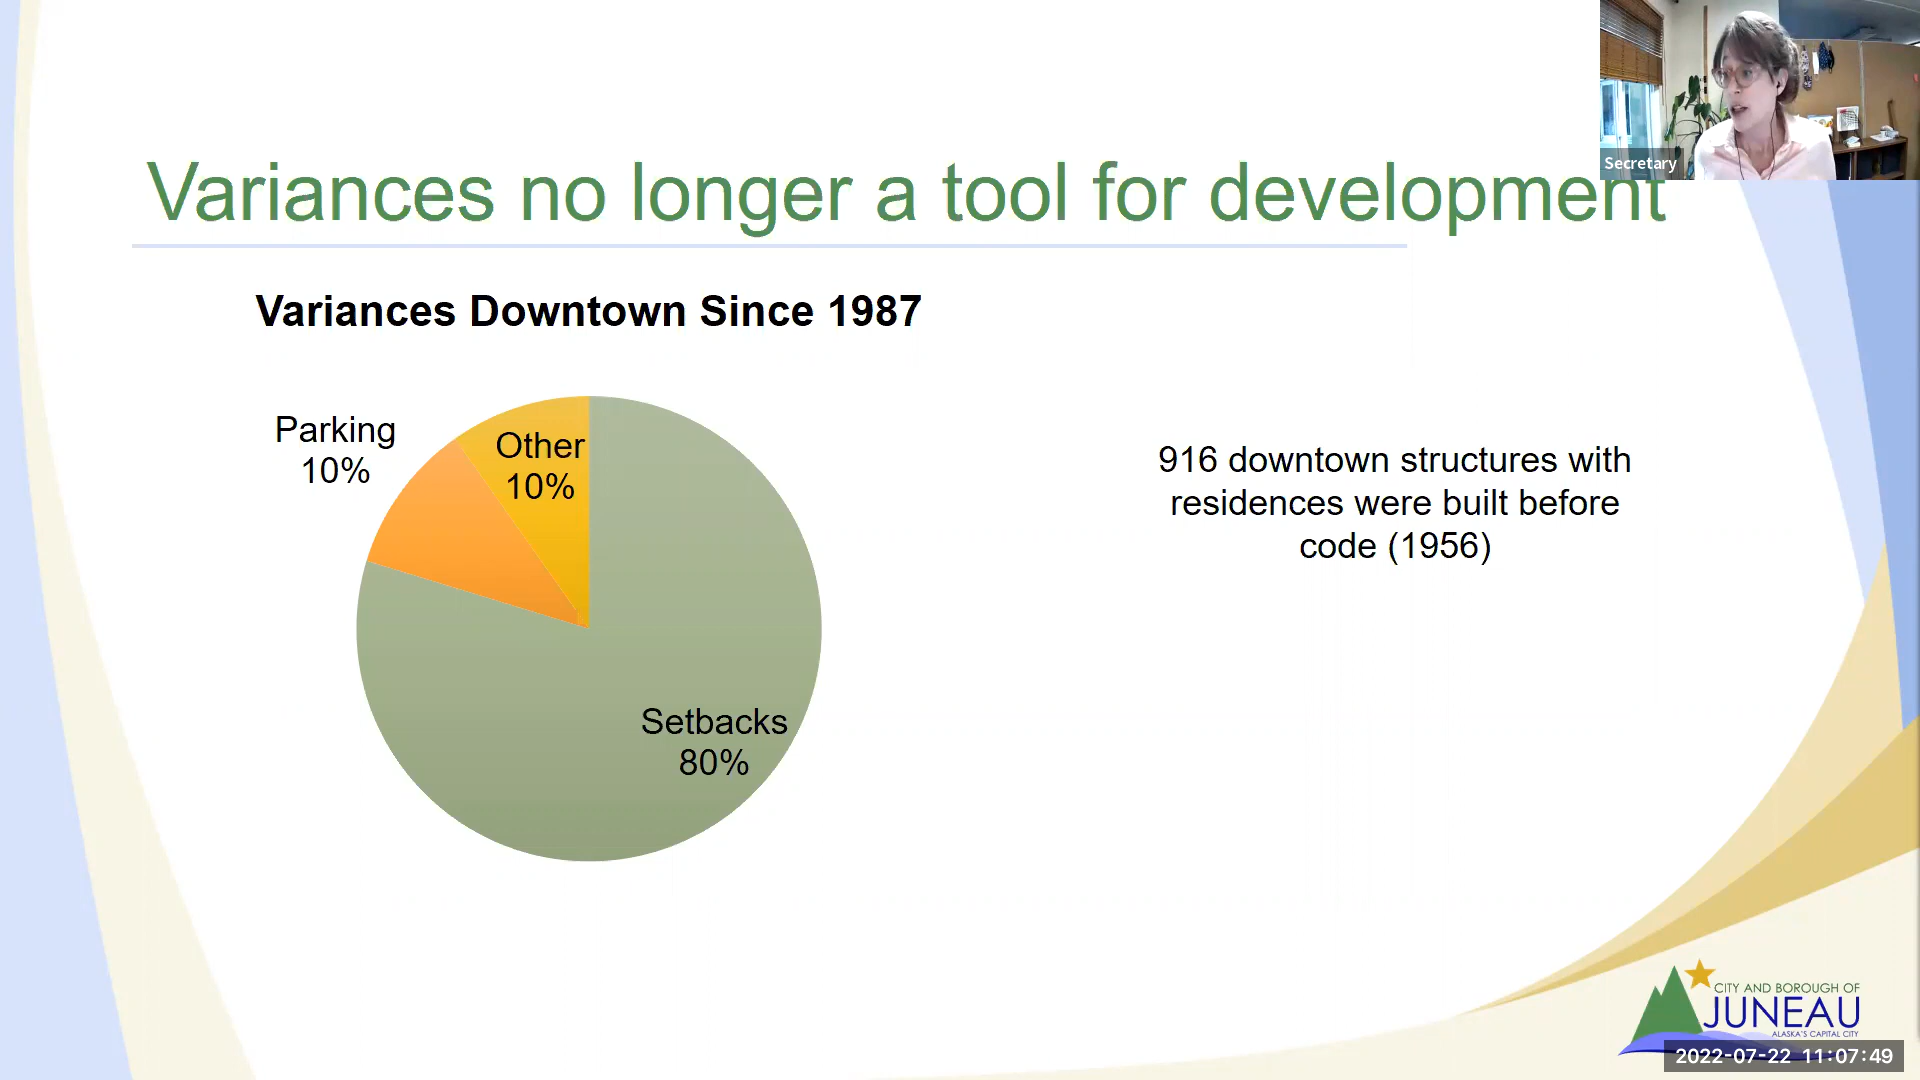 Variances no longer a tool for development
Secretary
Variances Downtown Since 1987
Parking
10%
Other
10%
Setbacks
80%
916 downtown structures with
residences were built before
code (1956)
CITY AND BOROUGH OF
JUNEAU
ALASKA'S CAPITAL CITY
2022-07-22 11:07:49